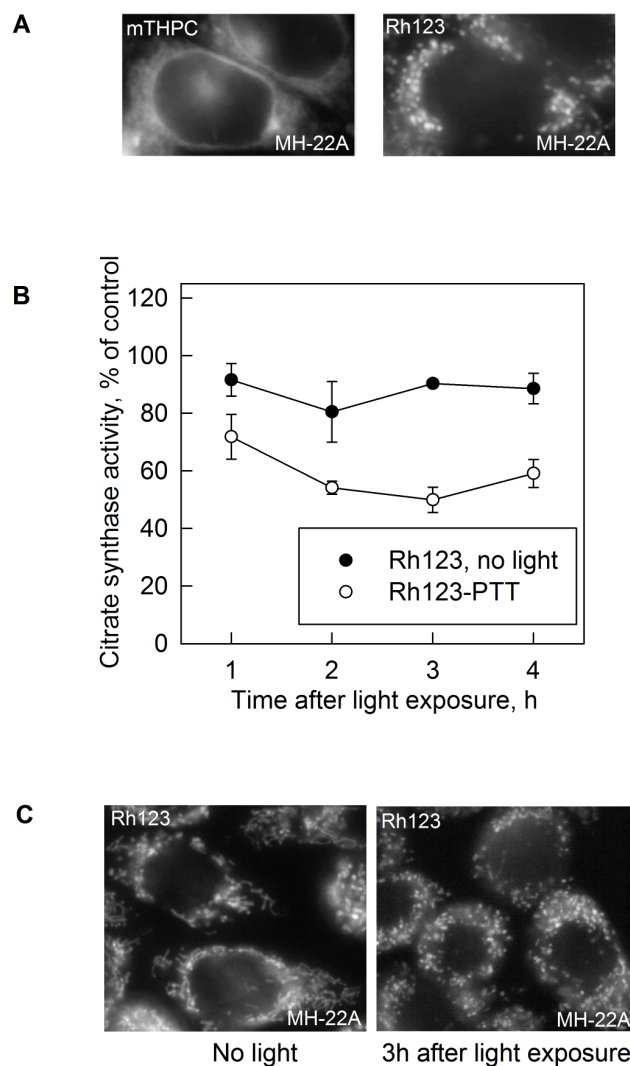 A
mTHPC
MH-22A
Rh123
MH-22A
B
Citrate synthase activity, % of control
120
100
80
60
40
20
0
Rh123, no light
Rh123-PTT
1 2 3 4
Time after light exposure, h
C
Rh123
MH-22A
No light
Rh123
MH-22A
3h after light exposure